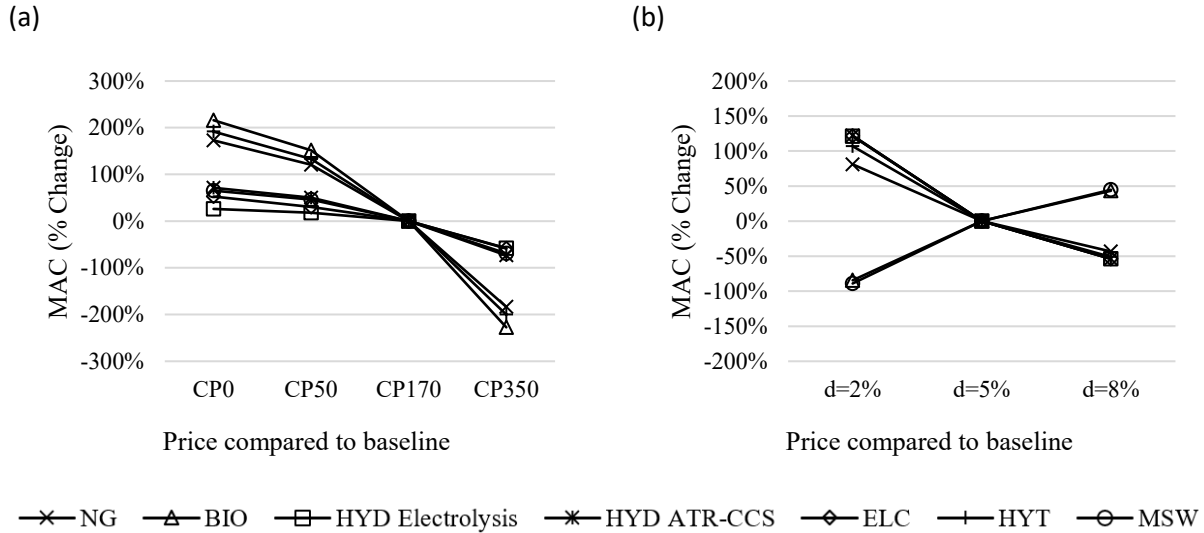 (a)
(b)
300%
200%
100%
0%
-100%
-200%
-300%
MAC (% Change)
CP0 CP50 CP170 CP350
Price compared to baseline
200%
150%
100%
50%
0%
-50%
-100%
-150%
-200%
MAC (% Change)
d=2% d=5% d=8%
Price compared to baseline
NG BIO HYD Electrolysis HYD ATR-CCS ELC HYT MSW